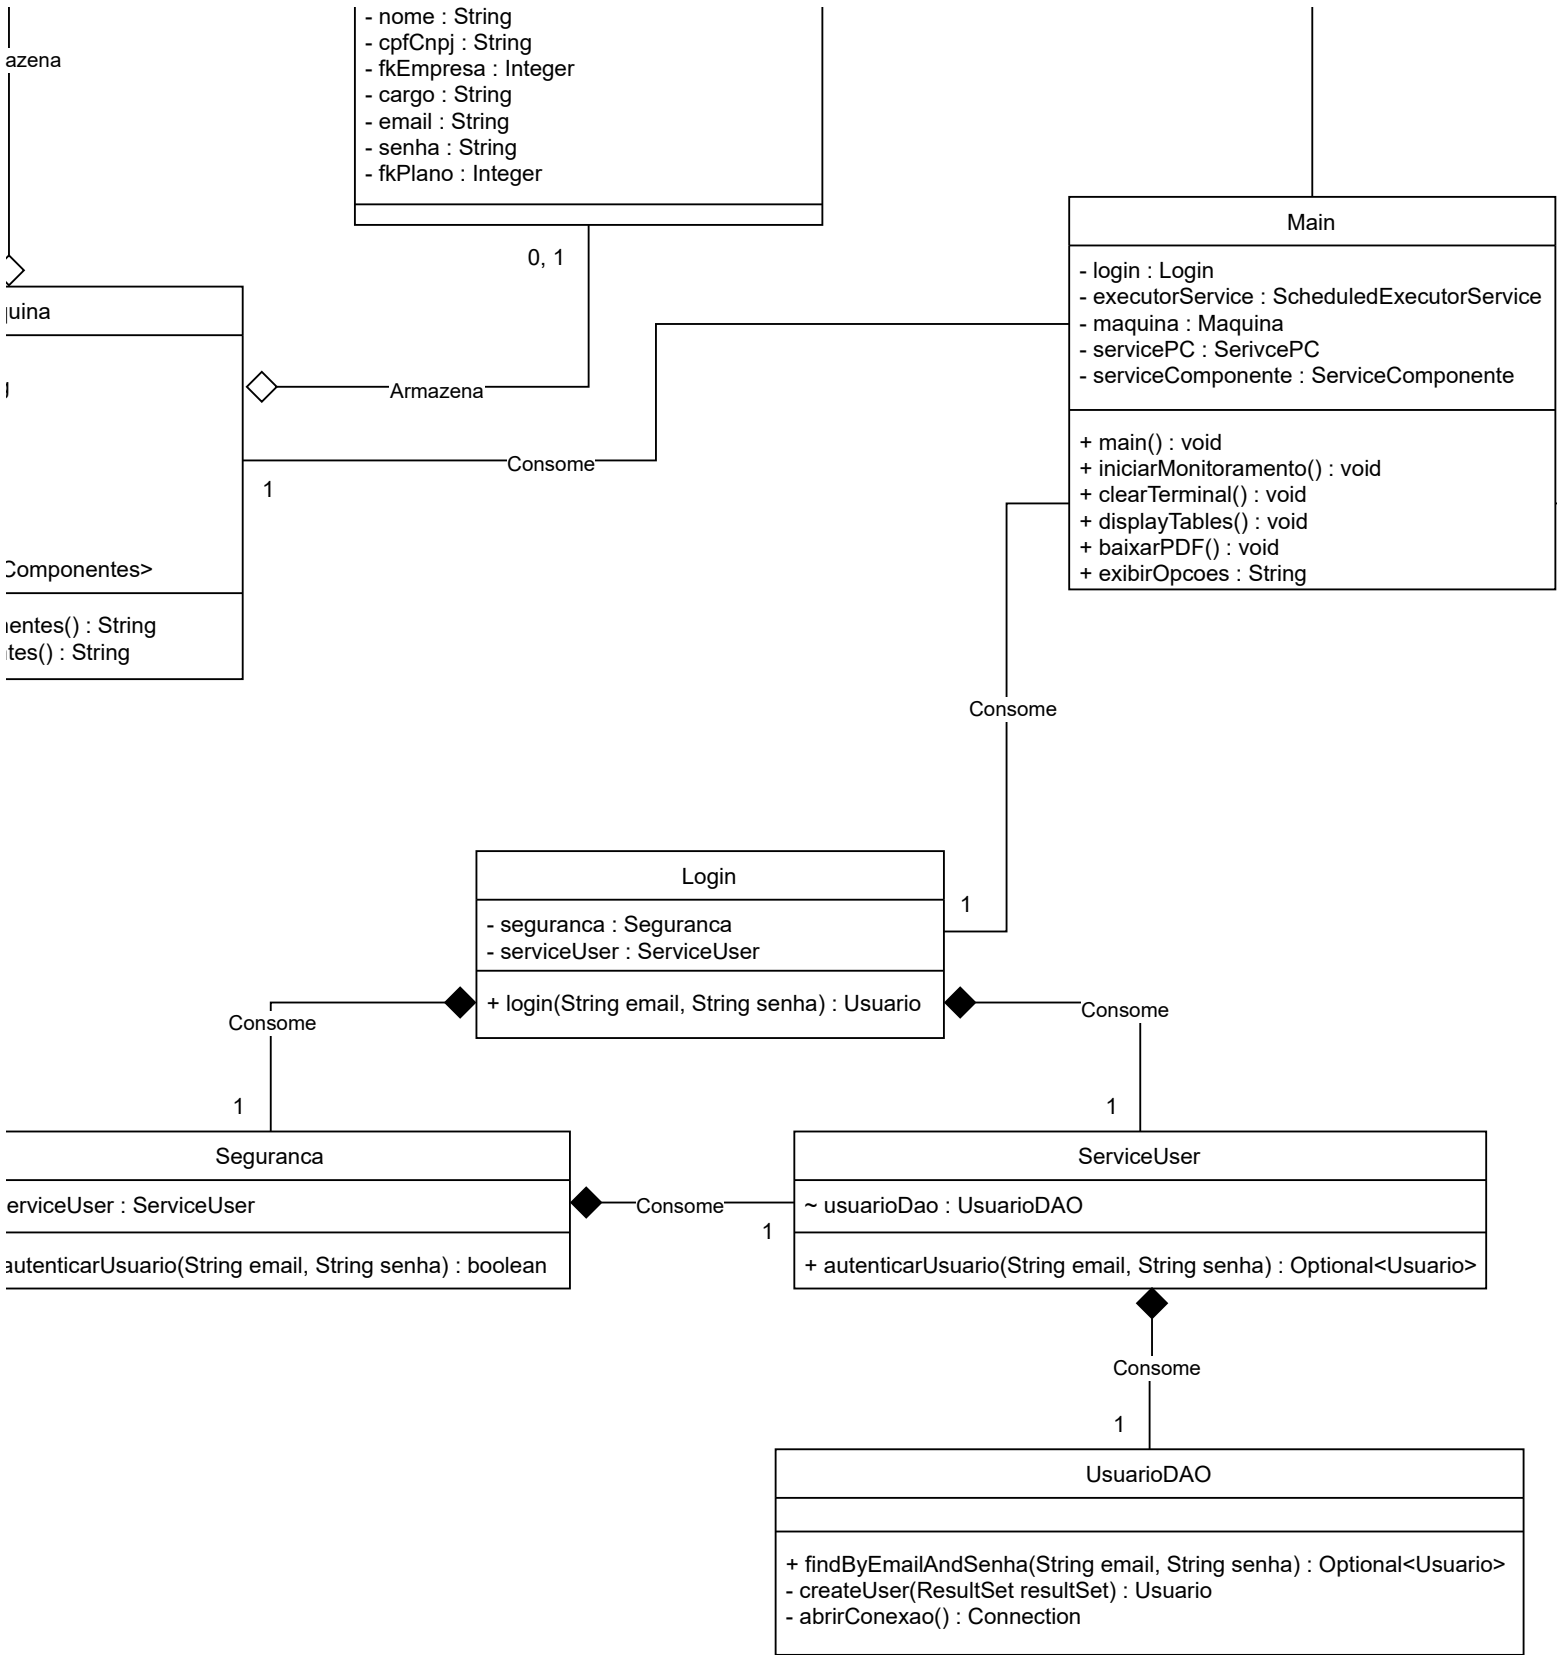 - nome : String
- cpfCnpj : String
- fkEmpresa : Integer
- cargo : String
- email : String
- senha : String
- fkPlano : Integer
0, 1
Armazena
Consome
1
Componentes>
: String
: String
Main
- login : Login
- executorService : ScheduledExecutorService
- maquina : Maquina
- servicePC : SerivcePC
- serviceComponente : ServiceComponente
+ main() : void
+ iniciarMonitoramento() : void
+ clearTerminal() : void
+ displayTables() : void
+ baixarPDF() : void
+ exibirOpcoes : String
Consome
1
Login
- seguranca : Seguranca
- serviceUser : ServiceUser
+ login(String email, String senha) : Usuario
Consome
1
Consome
1
Seguranca
erviceUser : ServiceUser
autenticarUsuario(String email, String senha) : boolean
Consome
1
ServiceUser
~ usuarioDao : UsuarioDAO
+ autenticarUsuario(String email, String senha) : Optional<Usuario>
Consome
1
UsuarioDAO
+ findByEmailAndSenha(String email, String senha) : Optional<Usuario>
- createUser(ResultSet resultSet) : Usuario
- abrirConexao() : Connection